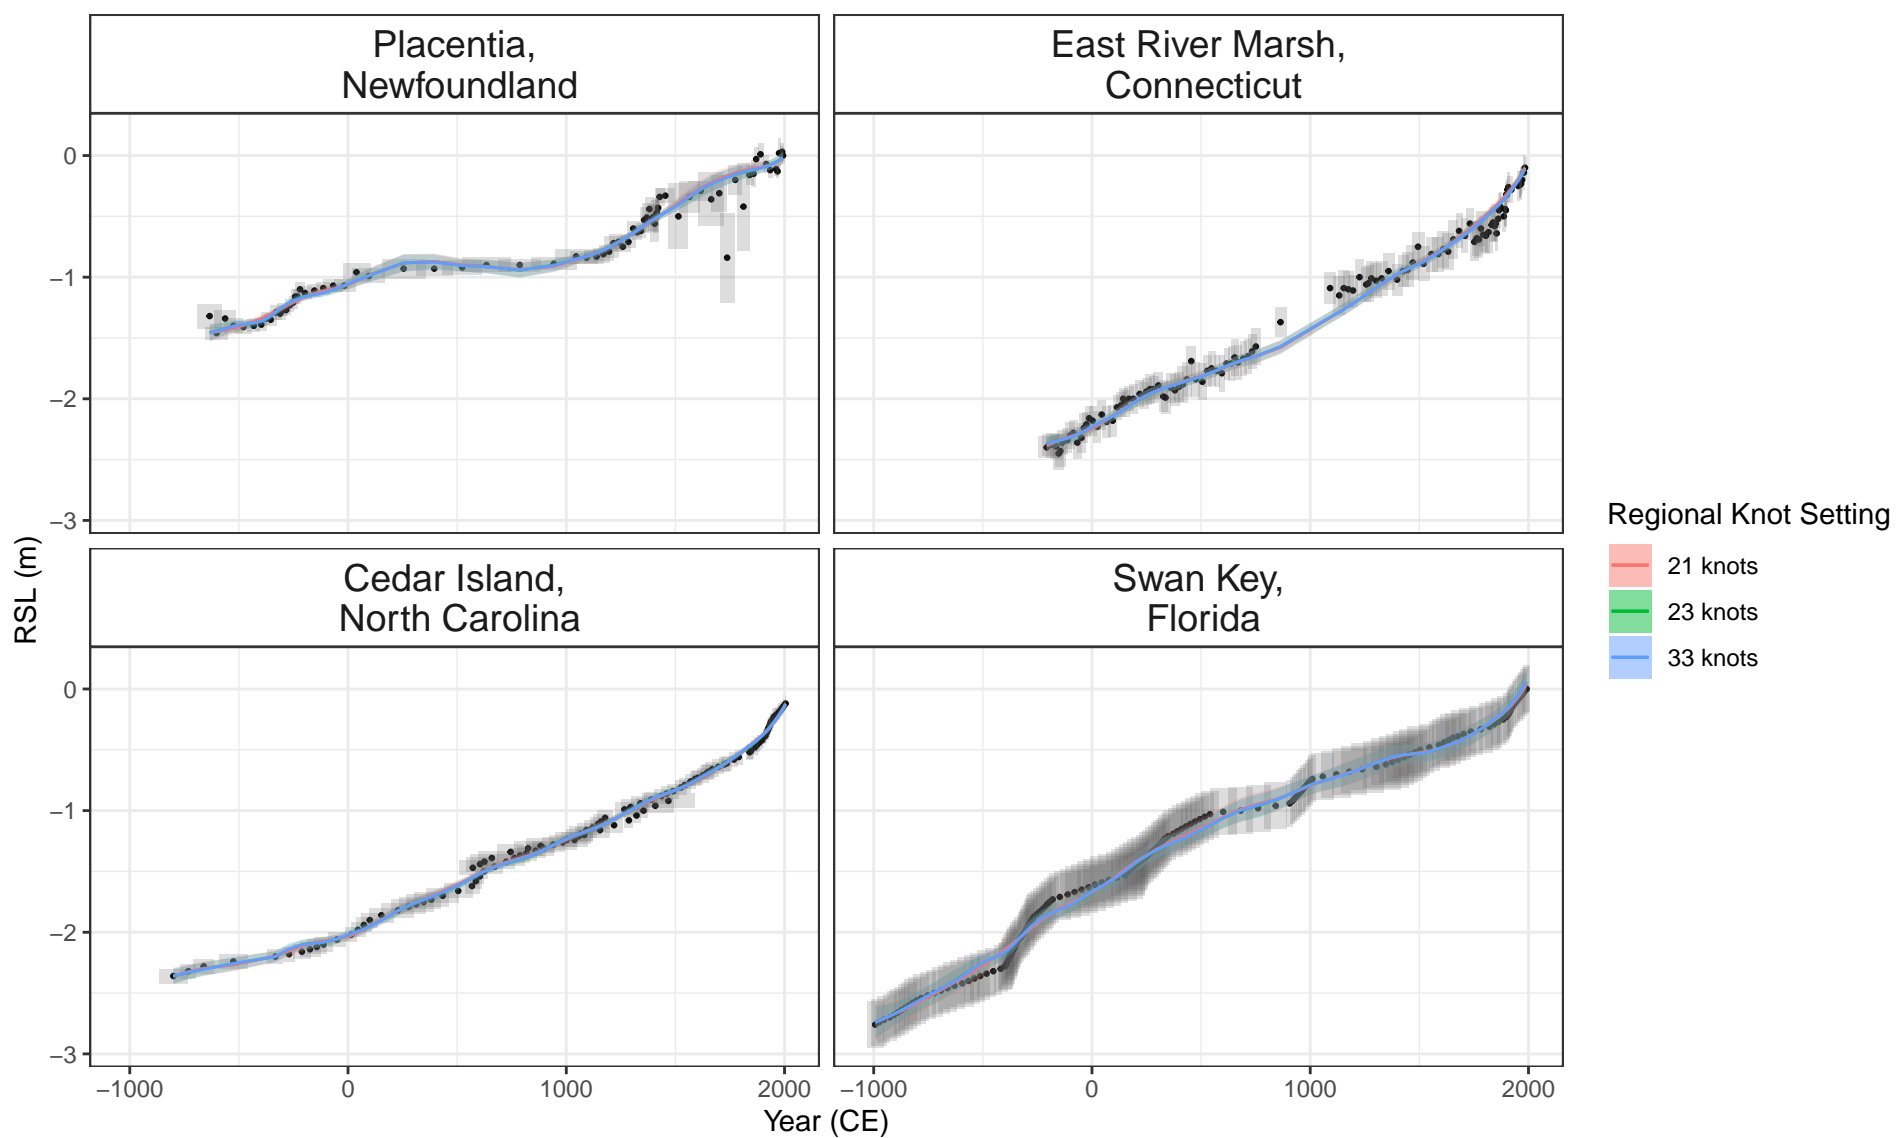 Placentia,
Newfoundland
East River Marsh,
Connecticut
0
−1
−2
−3
Cedar Island,
North Carolina
Swan Key,
Florida
0
−1
−2
−3
−1000
0
1000
2000
−1000
0
1000
2000
RSL (m)
Year (CE)
Regional Knot Setting
21 knots
23 knots
33 knots